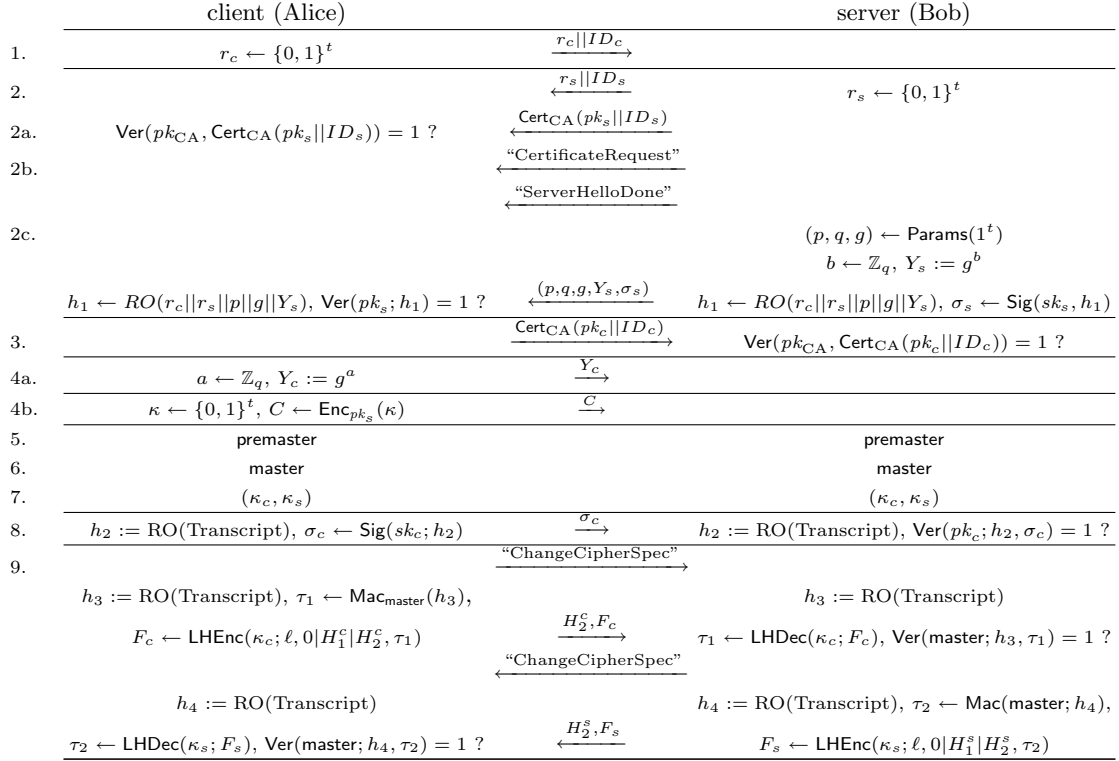 client (Alice) server (Bob)
1. r_c ← {0, 1}^t r_c||ID_c
2. r_s||ID_s r_s ← {0, 1}^t
2a. Ver(pk_CA, Cert_CA(pk_s||ID_s)) = 1 ? Cert_CA(pk_s||ID_s)
2b. “CertificateRequest”
“ServerHelloDone”
2c. (p, q, g) ← Params(1^t)
b ← ℤ_q, Y_s := g^b
h_1 ← RO(r_c||r_s||p||g||Y_s), Ver(pk_s; h_1) = 1 ? (p,q,g,Y_s,σ_s) h_1 ← RO(r_c||r_s||p||g||Y_s), σ_s ← Sig(sk_s, h_1)
3. Cert_CA(pk_c||ID_c) Ver(pk_CA, Cert_CA(pk_c||ID_c)) = 1 ?
4a. a ← ℤ_q, Y_c := g^a Y_c
4b. κ ← {0, 1}^t, C ← Enc_pk_s(κ) C
5. premaster premaster
6. master master
7. (κ_c, κ_s) (κ_c, κ_s)
8. h_2 := RO(Transcript), σ_c ← Sig(sk_c; h_2) σ_c h_2 := RO(Transcript), Ver(pk_c; h_2, σ_c) = 1 ?
9. “ChangeCipherSpec”
h_3 := RO(Transcript), τ_1 ← Mac_master(h_3), h_3 := RO(Transcript)
F_c ← LHEnc(κ_c; ℓ, 0|H_1^c|H_2^c, τ_1) H_2^c, F_c τ_1 ← LHDec(κ_c; F_c), Ver(master; h_3, τ_1) = 1 ?
“ChangeCipherSpec”
h_4 := RO(Transcript) h_4 := RO(Transcript), τ_2 ← Mac(master; h_4),
τ_2 ← LHDec(κ_s; F_s), Ver(master; h_4, τ_2) = 1 ? H_2^s, F_s F_s ← LHEnc(κ_s; ℓ, 0|H_1^s|H_2^s, τ_2)